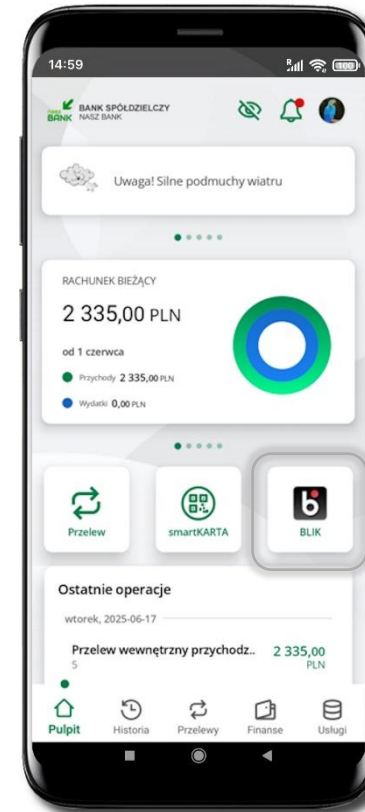 14:59
BANK SPÓŁDZIELCZY
NASZ BANK
Uwaga! Silne podmuchy wiatru
RACHUNEK BIEŻĄCY
2 335,00 PLN
od 1 czerwca
Przychody 2 335,00 PLN
Wydatki 0,00 PLN
Przelew
smartKARTA
BLIK
Ostatnie operacje
wtorek, 2025-06-17
Przelew wewnętrzny przychodz.. 2 335,00
5 PLN
Pulpit Historia Przelewy Finanse Usługi